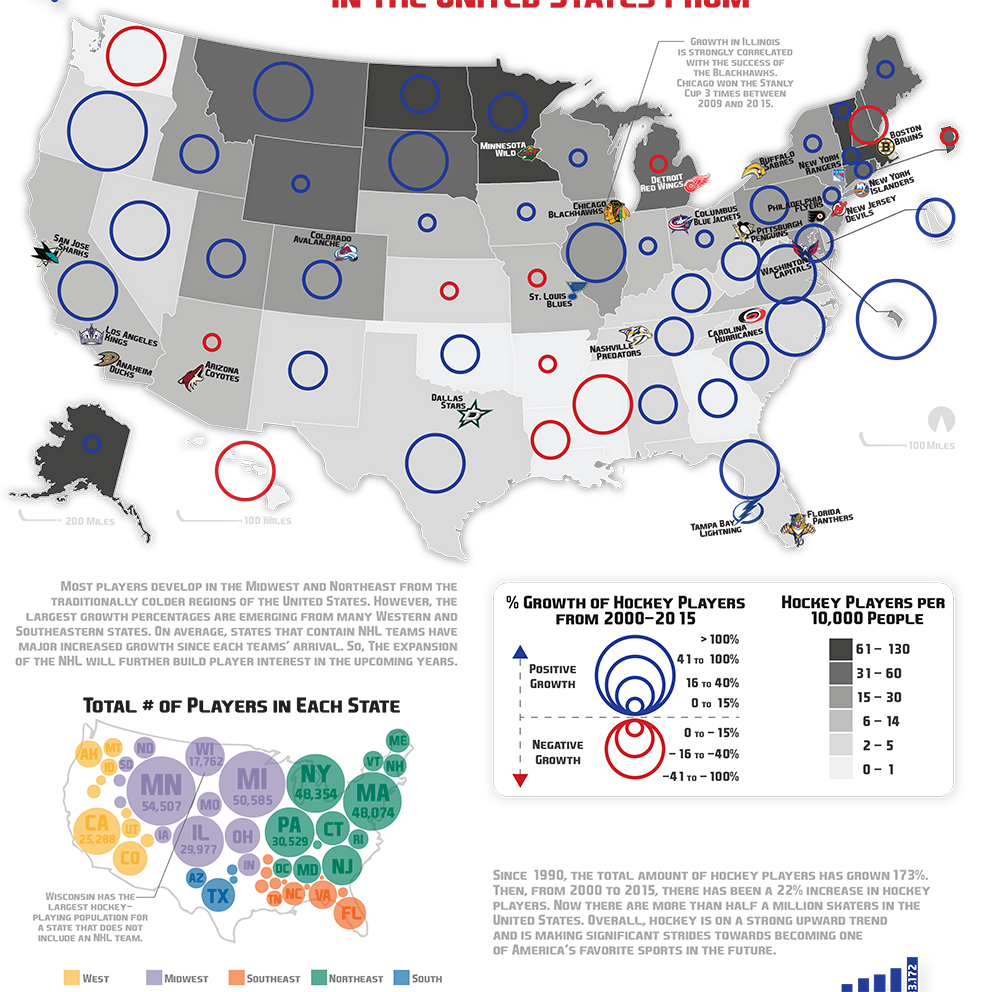 IN THE UNITED STATES FROM
Growth in Illinois
is strongly correlated
with the success of
the Blackhawks.
Chicago won the Stanly
Cup 3 times between
2009 and 2015.
Minnesota
Wild
Detroit
Red Wings
Buffalo
Sabres
New York
Rangers
Boston
Bruins
New York
Islanders
New Jersey
Devils
Philadelphia
Flyers
Pittsburgh
Penguins
Columbus
Blue Jackets
Chicago
Blackhawks
Washington
Capitals
San Jose
Sharks
Colorado
Avalanche
St. Louis
Blues
Los Angeles
Kings
Anaheim
Ducks
Arizona
Coyotes
Nashville
Predators
Carolina
Hurricanes
Dallas
Stars
Tampa Bay
Lightning
Florida
Panthers
200 Miles
100 Miles
100 Miles
Most players develop in the Midwest and Northeast from the
traditionally colder regions of the United States. However, the
largest growth percentages are emerging from many Western and
Southeastern states. On average, states that contain NHL teams have
major increased growth since each teams' arrival. So, The expansion
of the NHL will further build player interest in the upcoming years.
% Growth of Hockey Players
from 2000-2015
Positive
Growth
> 100%
41 to 100%
16 to 40%
0 to 15%
Negative
Growth
0 to - 15%
- 16 to -40%
-41 to - 100%
Hockey Players per
10,000 People
61 - 130
31 - 60
15 - 30
6 - 14
2 - 5
0 - 1
Total # of Players in Each State
AK
MT
ND
ID
SD
WI
17,762
MN
54,507
MI
50,585
NY
48,354
ME
VT
NH
MA
48,074
MO
CA
25,288
UT
CO
IA
IL
29,977
OH
PA
30,529
CT
RI
IN
DC
MD
NJ
AZ
TX
TN
NC
VA
FL
Wisconsin has the
largest hockey-
playing population for
a state that does not
include an NHL team.
West
Midwest
Southeast
Northeast
South
Since 1990, the total amount of hockey players has grown 173%.
Then, from 2000 to 2015, there has been a 22% increase in hockey
players. Now there are more than half a million skaters in the
United States. Overall, hockey is on a strong upward trend
and is making significant strides towards becoming one
of America's favorite sports in the future.
3,172